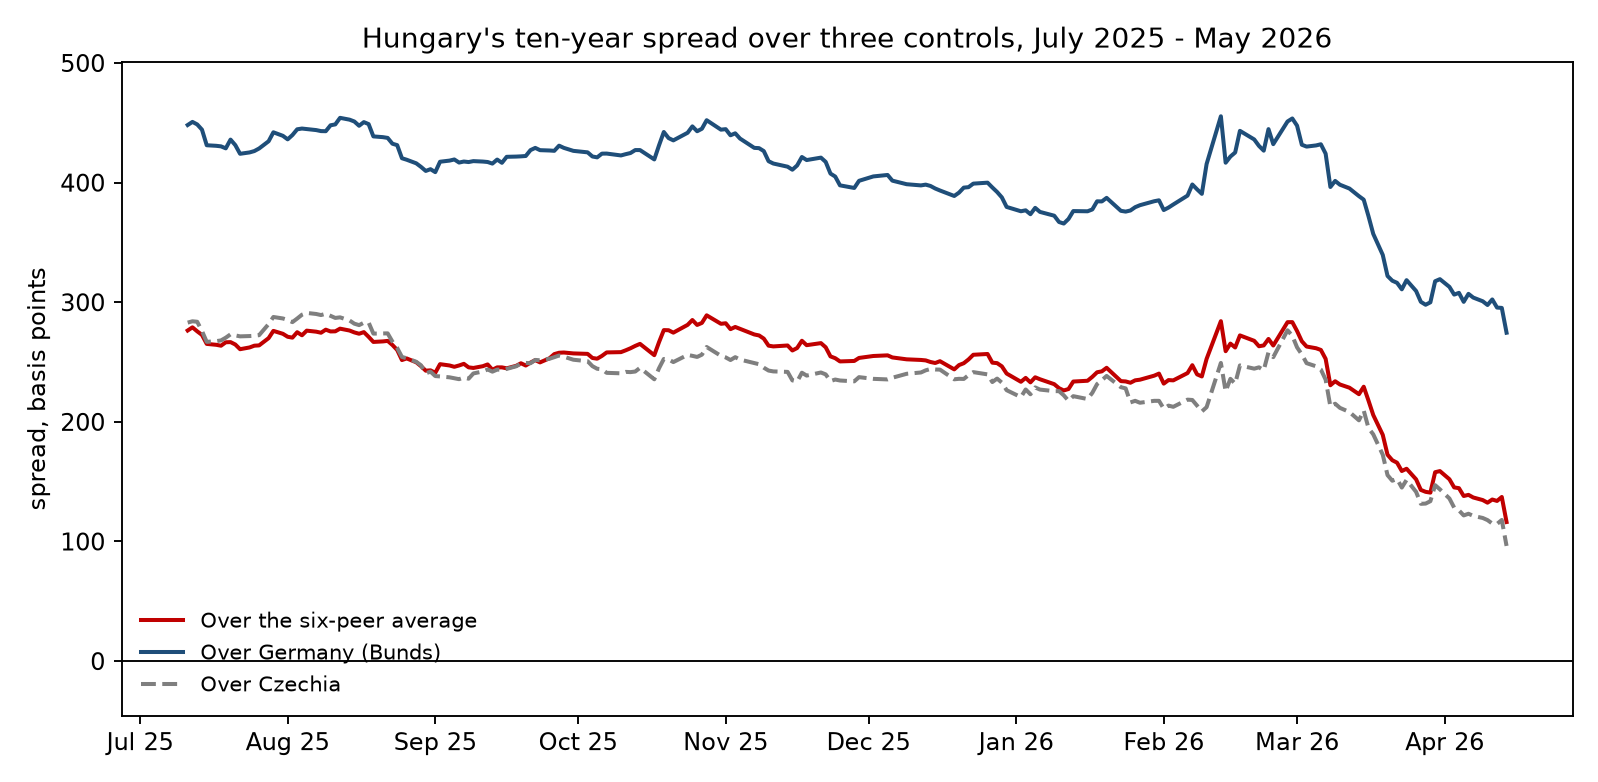 Hungary's ten-year spread over three controls, July 2025 - May 2026
spread, basis points
500
400
300
200
100
0
Over the six-peer average
Over Germany (Bunds)
Over Czechia
Jul 25
Aug 25
Sep 25
Oct 25
Nov 25
Dec 25
Jan 26
Feb 26
Mar 26
Apr 26